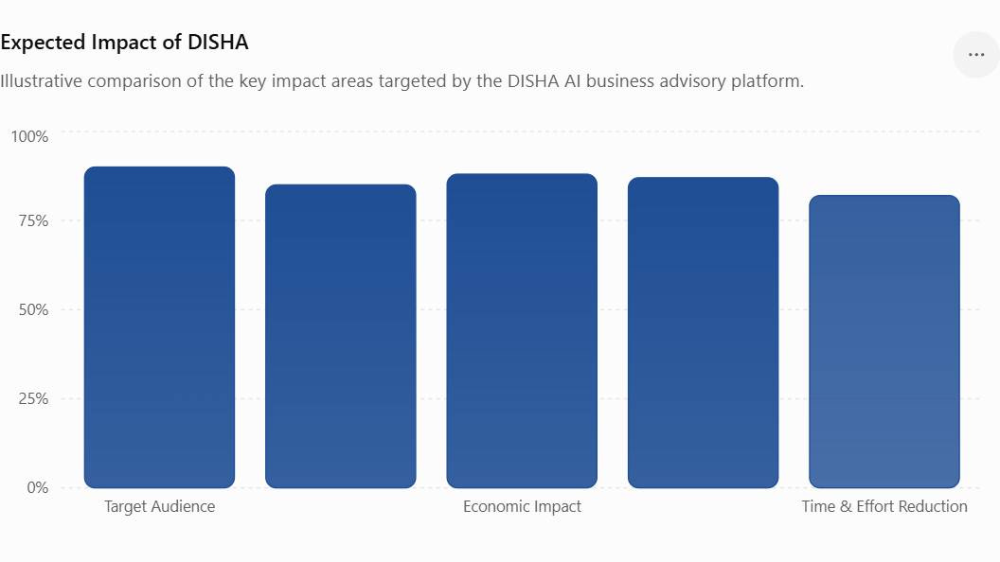 Expected Impact of DISHA
Illustrative comparison of the key impact areas targeted by the DISHA AI business advisory platform.
100%
75%
50%
25%
0%
Target Audience
Economic Impact
Time & Effort Reduction